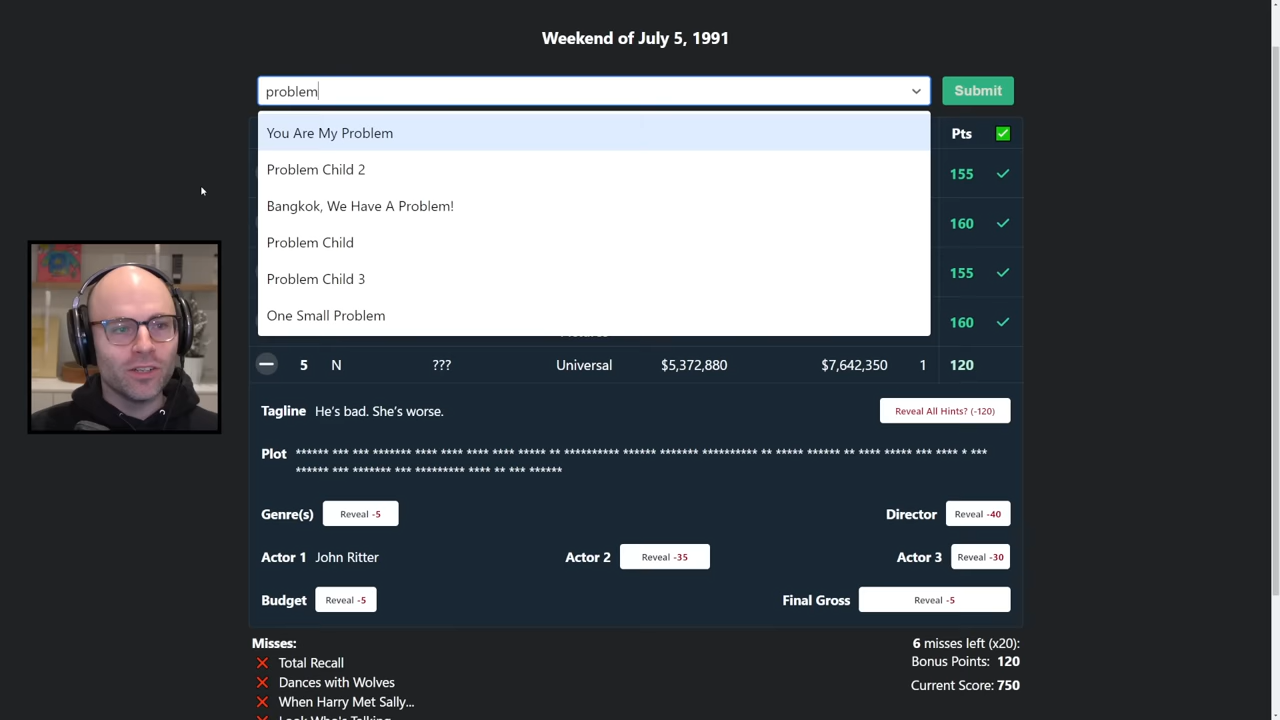 Weekend of July 5, 1991
problem
Submit
You Are My Problem
Problem Child 2
Bangkok, We Have A Problem!
Problem Child
Problem Child 3
One Small Problem
Pts ✅
155 ✓
160 ✓
155 ✓
160 ✓
5 N ??? Universal $5,372,880 $7,642,350 1 120
Tagline He's bad. She's worse.
Reveal All Hints? (-120)
Plot ****** *** *** ******* **** **** **** **** ***** ** ********** ****** ******* ********** ** ***** ****** ** **** ***** *** **** * ***
****** *** ******* *** ********* **** ** *** ******
Genre(s) Reveal -5
Director Reveal -40
Actor 1 John Ritter
Actor 2 Reveal -35
Actor 3 Reveal -30
Budget Reveal -5
Final Gross Reveal -5
Misses:
❌ Total Recall
❌ Dances with Wolves
❌ When Harry Met Sally...
6 misses left (x20):
Bonus Points: 120
Current Score: 750